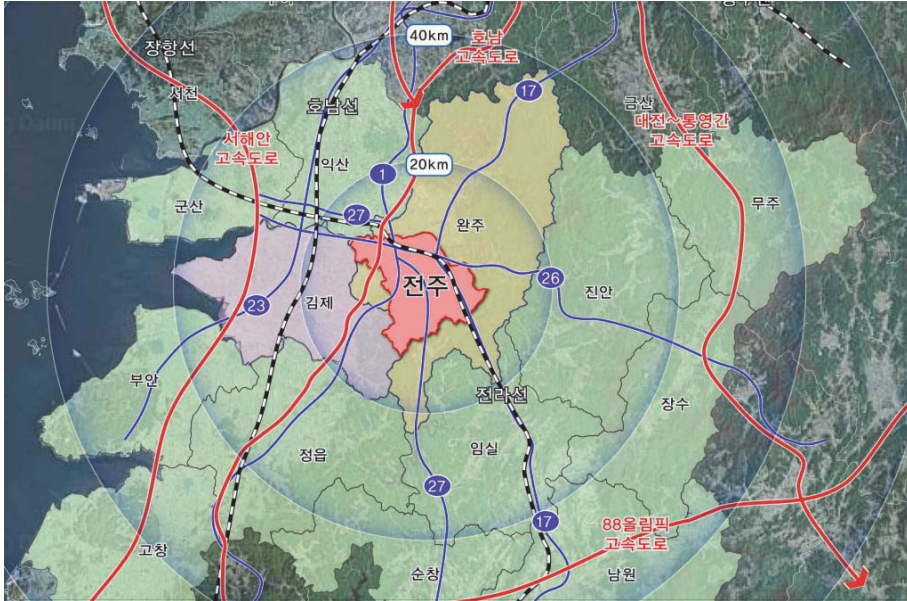 40km
호남
고속도로
장항선
17
서천
금산
호남선
대전~통영간
고속도로
서해안
고속도로
익산
20km
1
무주
군산
27
완주
전주
26
진안
김제
23
부안
전라선
장수
정읍
임실
27
17
88올림픽
고속도로
고창
순창
남원